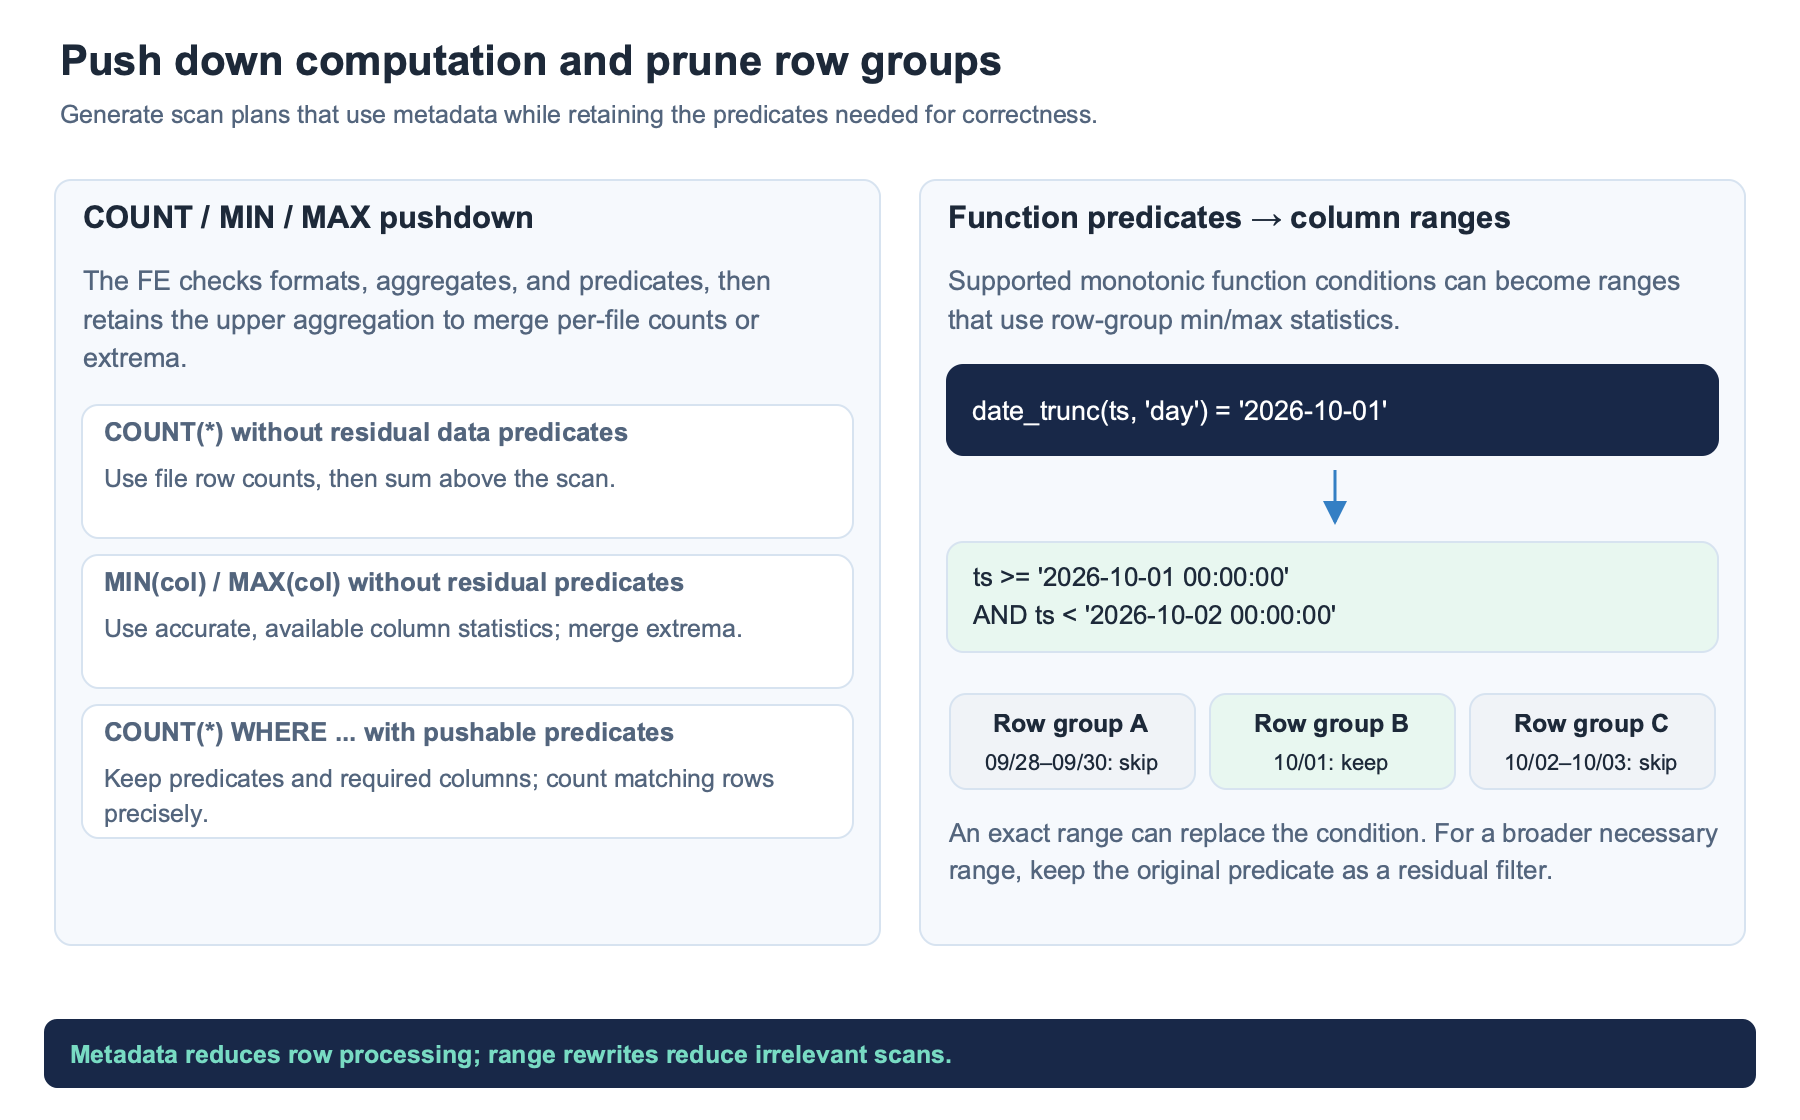 Push down computation and prune row groups
Generate scan plans that use metadata while retaining the predicates needed for correctness.
COUNT / MIN / MAX pushdown
The FE checks formats, aggregates, and predicates, then
retains the upper aggregation to merge per-file counts or
extrema.
COUNT(*) without residual data predicates
Use file row counts, then sum above the scan.
MIN(col) / MAX(col) without residual predicates
Use accurate, available column statistics; merge extrema.
COUNT(*) WHERE ... with pushable predicates
Keep predicates and required columns; count matching rows
precisely.
Function predicates → column ranges
Supported monotonic function conditions can become ranges
that use row-group min/max statistics.
date_trunc(ts, 'day') = '2026-10-01'
ts >= '2026-10-01 00:00:00'
AND ts < '2026-10-02 00:00:00'
Row group A
09/28–09/30: skip
Row group B
10/01: keep
Row group C
10/02–10/03: skip
An exact range can replace the condition. For a broader necessary
range, keep the original predicate as a residual filter.
Metadata reduces row processing; range rewrites reduce irrelevant scans.